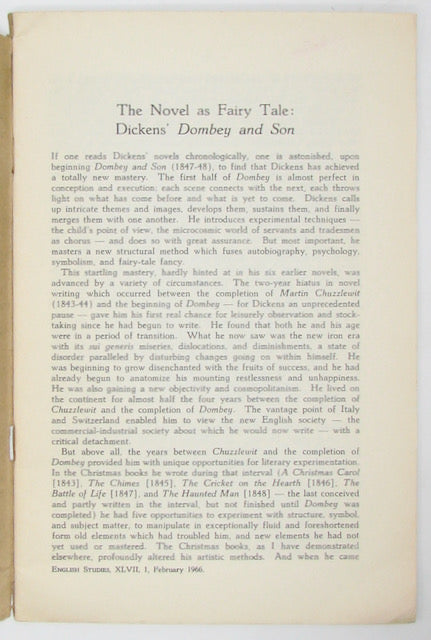 The Novel as Fairy Tale:
Dickens' Dombey and Son
If one reads Dickens' novels chronologically, one is astonished, upon
beginning Dombey and Son (1847-48), to find that Dickens has achieved
a totally new mastery. The first half of Dombey is almost perfect in
conception and execution; each scene connects with the next, each throws
light on what has come before and what is yet to come. Dickens calls
up intricate themes and images, develops them, sustains them, and finally
merges them with one another. He introduces experimental techniques —
the child's point of view, the microcosmic world of servants and tradesmen
as chorus — and does so with great assurance. But most important, he
masters a new structural method which fuses autobiography, psychology,
symbolism, and fairy-tale fancy.
This startling mastery, hardly hinted at in his six earlier novels, was
advanced by a variety of circumstances. The two-year hiatus in novel
writing which occurred between the completion of Martin Chuzzlewit
(1843-44) and the beginning of Dombey — for Dickens an unprecedented
pause — gave him his first real chance for leisurely observation and stock-
taking since he had begun to write. He found that both he and his age
were in a period of transition. What he now saw was the new iron era
with its sui generis miseries, dislocations, and diminishments, a state of
disorder paralleled by disturbing changes going on within himself. He
was beginning to grow disenchanted with the fruits of success, and he had
already begun to anatomize his mounting restlessness and unhappiness.
He was also gaining a new objectivity and cosmopolitanism. He lived on
the continent for almost half the four years between the completion of
Chuzzlewit and the completion of Dombey. The vantage point of Italy
and Switzerland enabled him to view the new English society — the
commercial-industrial society about which he would now write — with a
critical detachment.
But above all, the years between Chuzzlewit and the completion of
Dombey provided him with unique opportunities for literary experimentation.
In the Christmas books he wrote during that interval (A Christmas Carol
[1843], The Chimes [1845], The Cricket on the Hearth [1846], The
Battle of Life [1847], and The Haunted Man [1848] — the last conceived
and partly written in the interval, but not finished until Dombey was
completed) he had five opportunities to experiment with structure, symbol,
and subject matter, to manipulate in exceptionally fluid and foreshortened
form old elements which had troubled him, and new elements he had not
yet used or mastered. The Christmas books, as I have demonstrated
elsewhere, profoundly altered his artistic methods. And when he came
English Studies, XLVII, 1, February 1966.